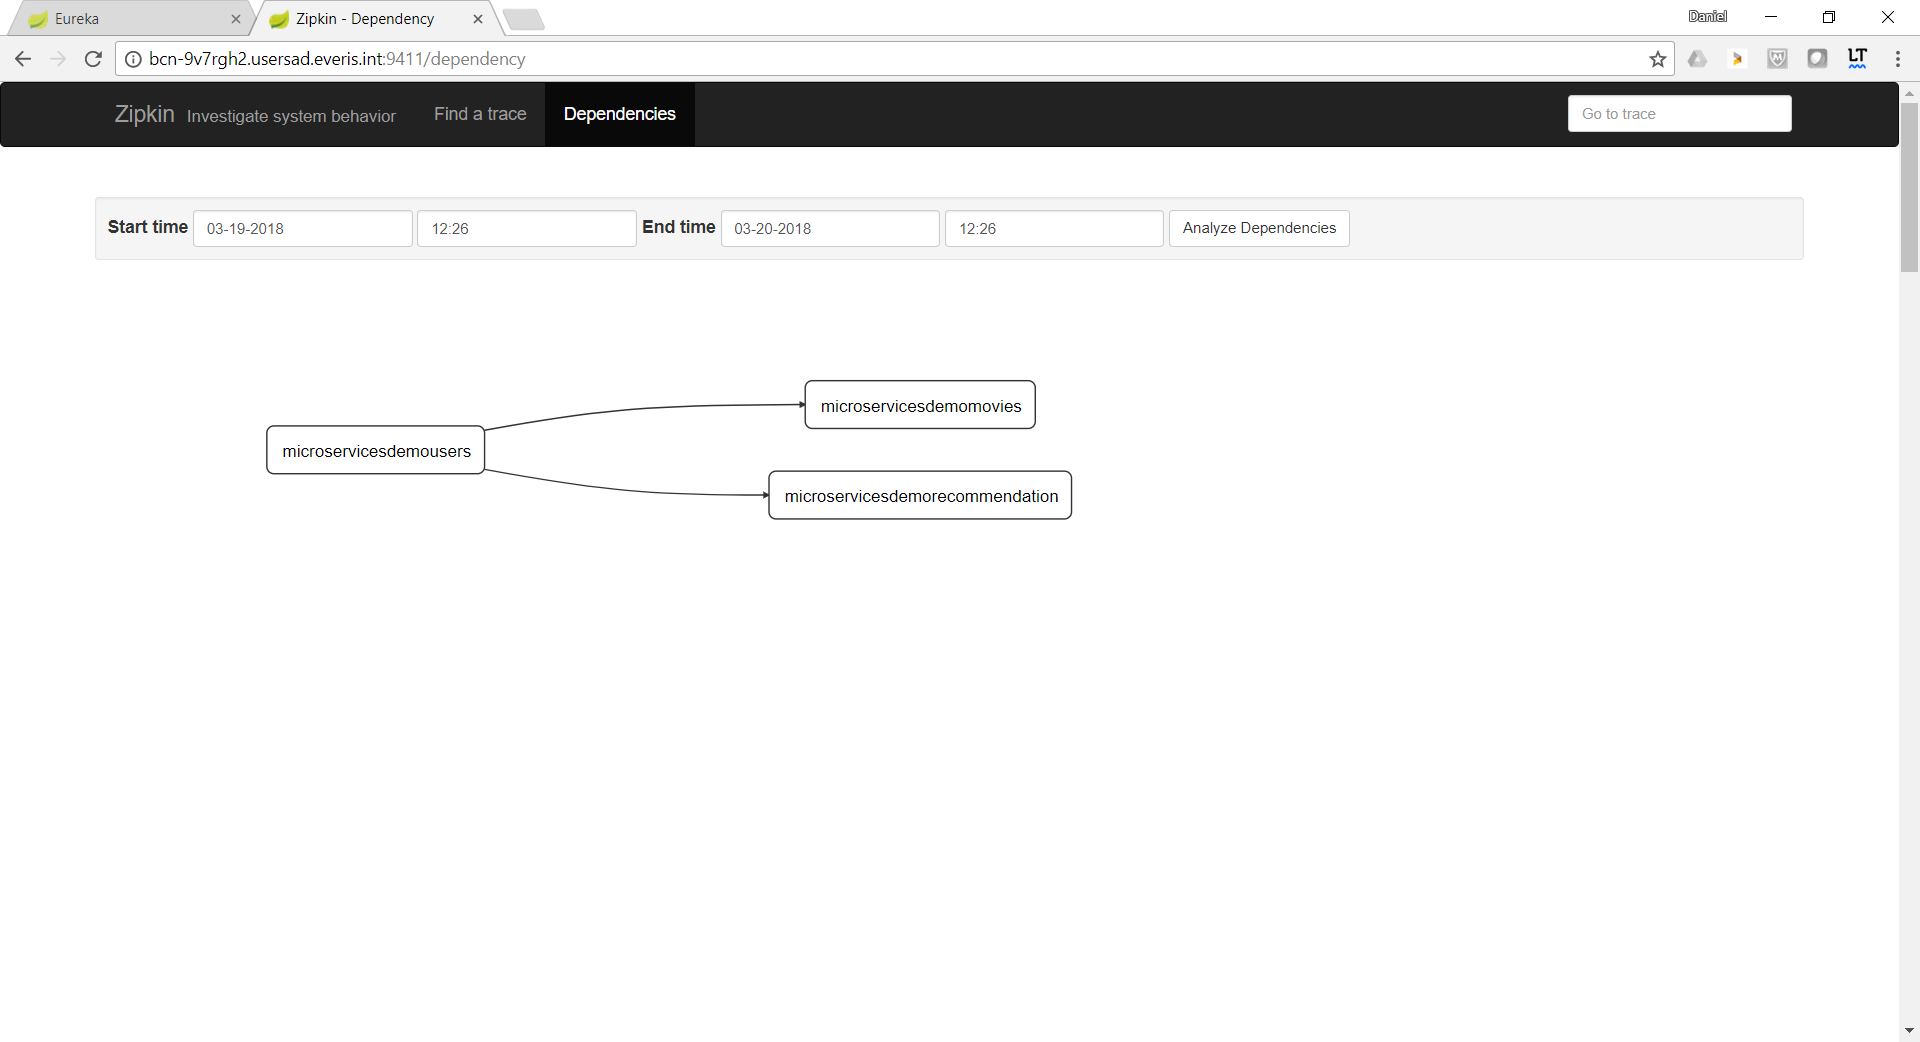 Eureka
Zipkin - Dependency
Daniel
bcn-9v7rgh2.usersad.everis.int:9411/dependency
LT
Zipkin Investigate system behavior Find a trace Dependencies Go to trace
Start time 03-19-2018 12:26 End time 03-20-2018 12:26 Analyze Dependencies
microservicesdemomovies
microservicesdemousers
microservicesdemorecommendation